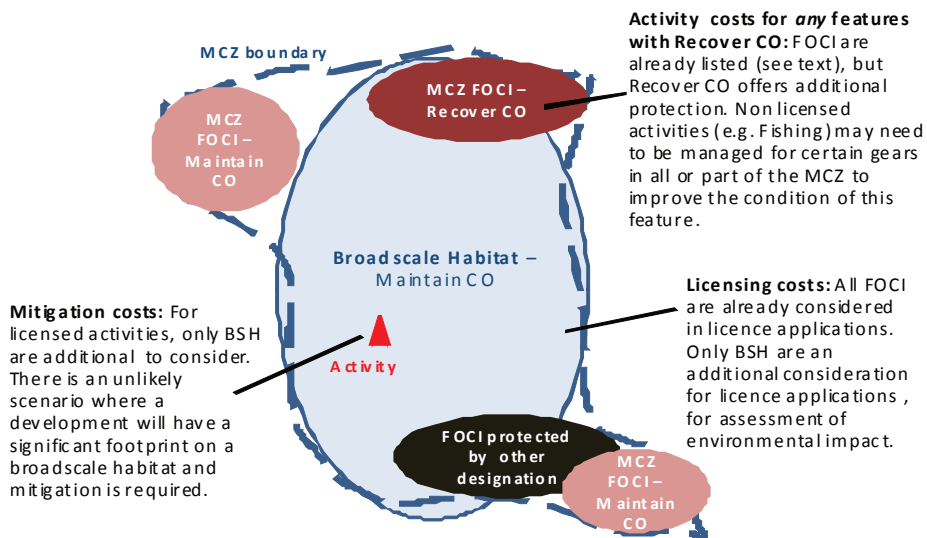 Activity costs for any features
with Recover CO: FOCI are
already listed (see text), but
Recover CO offers additional
protection. Non licensed
activities (e.g. Fishing) may need
to be managed for certain gears
in all or part of the MCZ to
improve the condition of this
feature.
MCZ boundary
MCZ FOCI –
Recover CO
MCZ
FOCI –
Maintain
CO
Broadscale Habitat –
Maintain CO
Licensing costs: All FOCI
are already considered
in licence applications.
Only BSH are an
additional consideration
for licence applications ,
for assessment of
environmental impact.
Mitigation costs: For
licensed activities, only BSH
are additional to consider.
There is an unlikely
scenario where a
development will have a
significant footprint on a
broadscale habitat and
mitigation is required.
Activity
FOCI protected
by other
designation
MCZ
FOCI –
Maintain
CO